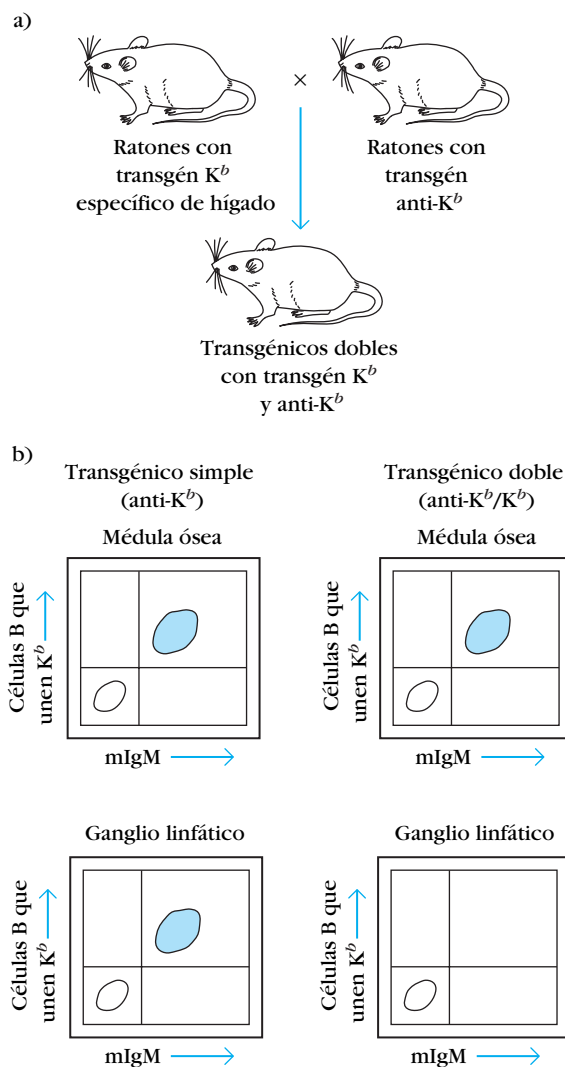 a)
×
Ratones con
transgén K^b
específico de hígado
Ratones con
transgén
anti-K^b
Transgénicos dobles
con transgén K^b
y anti-K^b
b)
Transgénico simple
(anti-K^b)
Médula ósea
Células B que
unen K^b
mIgM
Transgénico doble
(anti-K^b/K^b)
Médula ósea
Células B que
unen K^b
mIgM
Ganglio linfático
Células B que
unen K^b
mIgM
Ganglio linfático
Células B que
unen K^b
mIgM